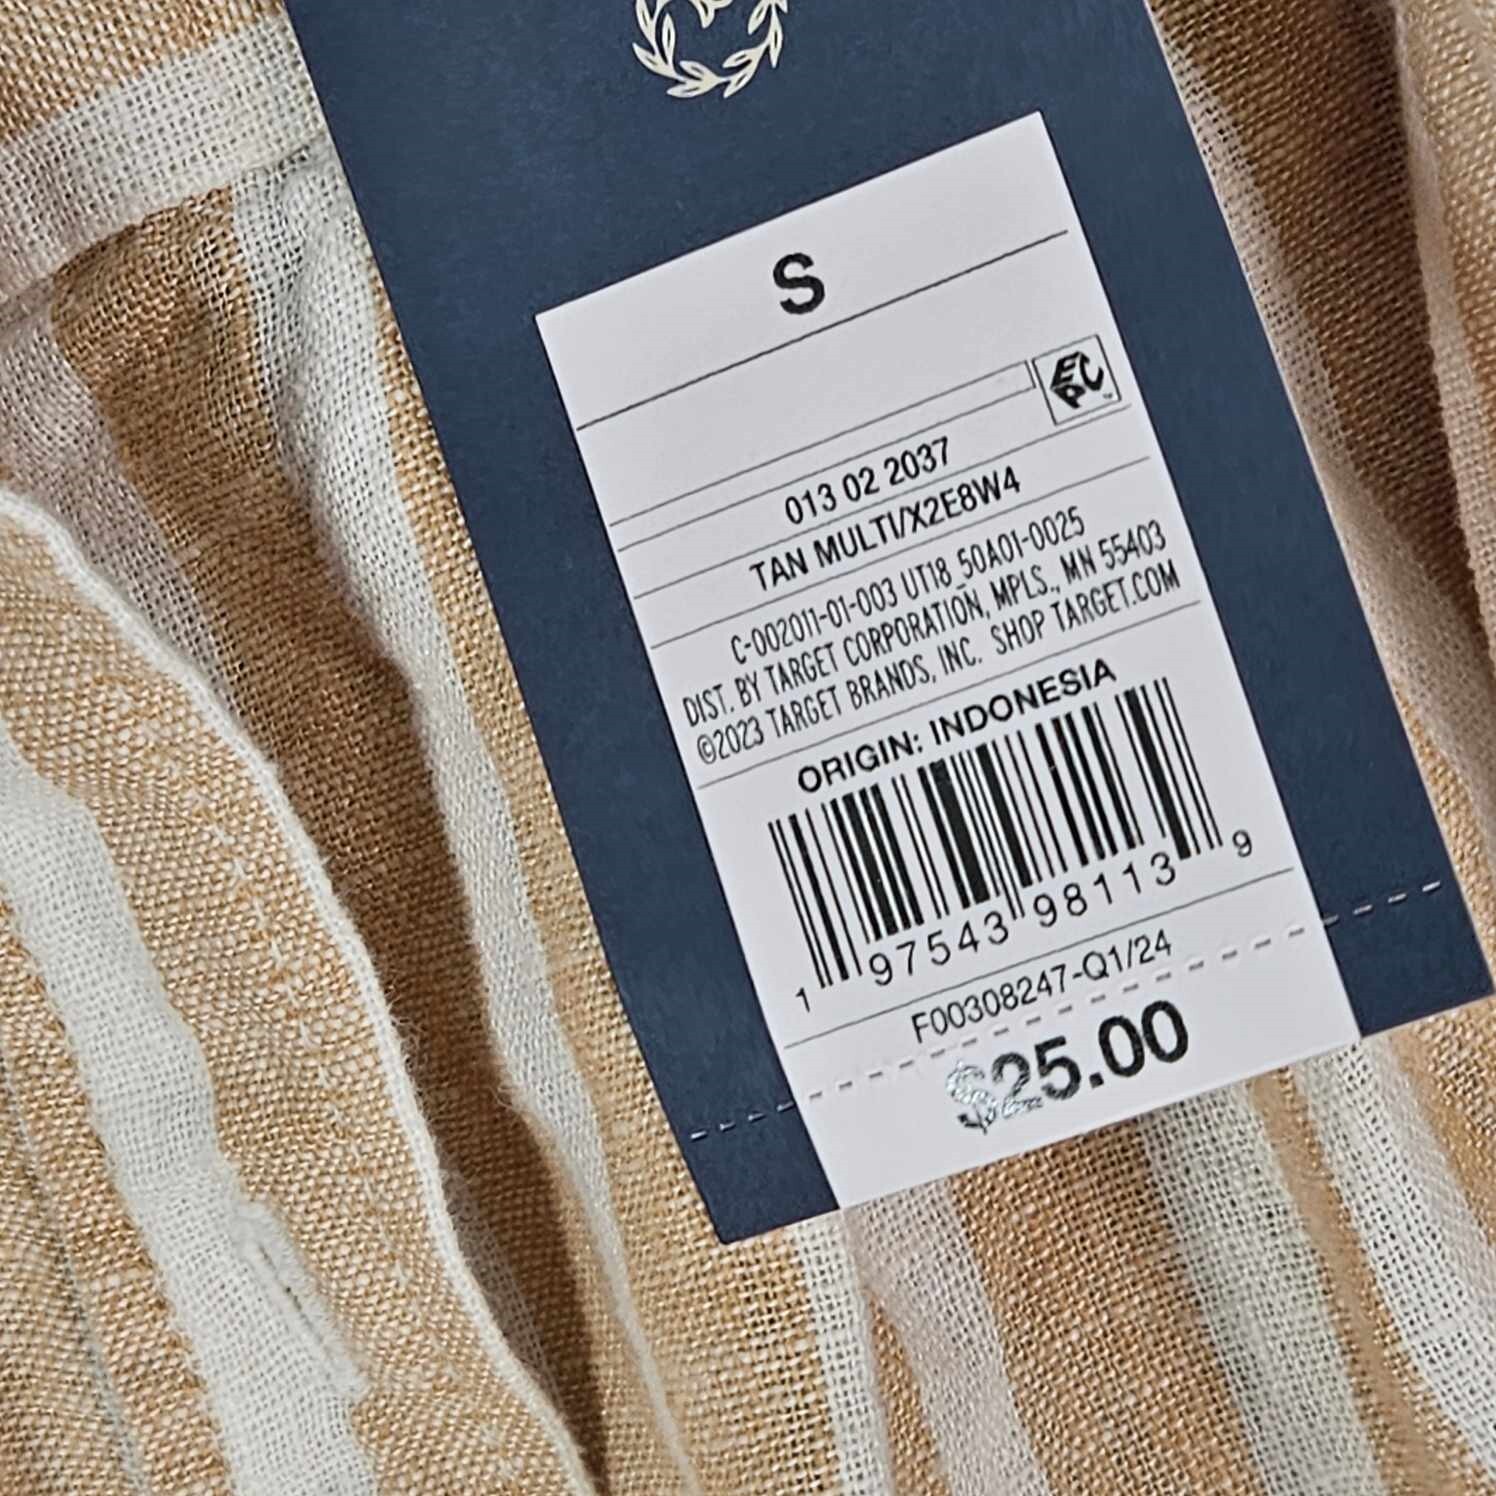 S
EPC
013 02 2037
TAN MULTI/X2E8W4
C-002011-01-003 UT18_50A01-0025
DIST. BY TARGET CORPORATION, MPLS., MN 55403
©2023 TARGET BRANDS, INC. SHOP TARGET.COM
ORIGIN: INDONESIA
1 97543 98113 9
F00308247-Q1/24
$25.00